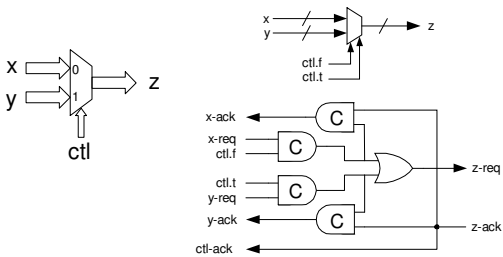 x
y
0
1
z
ctl
x
y
z
ctl.f
ctl.t
x-ack
C
x-req
ctl.f
C
z-req
ctl.t
y-req
C
y-ack
C
z-ack
ctl-ack